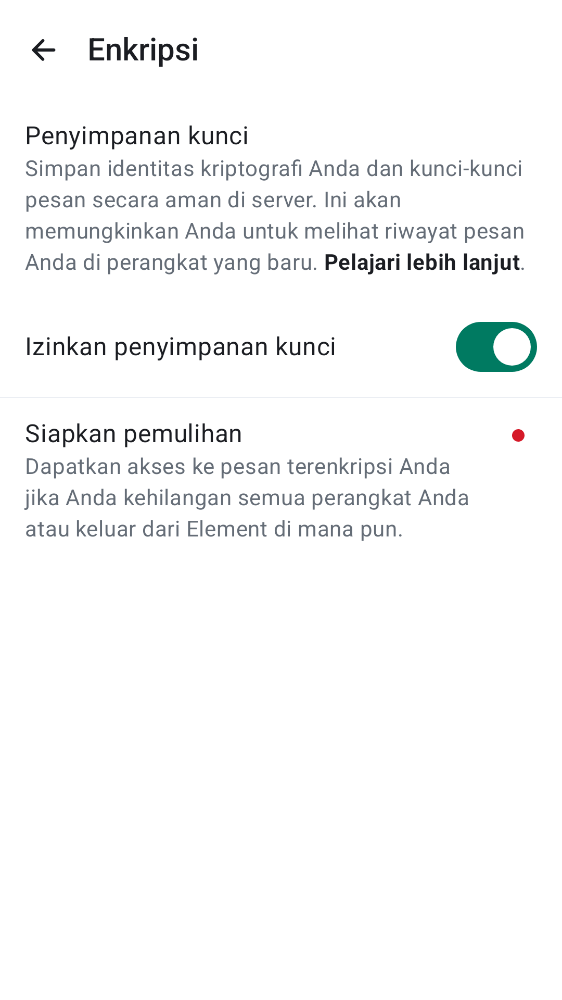 Enkripsi
Penyimpanan kunci
Simpan identitas kriptografi Anda dan kunci-kunci
pesan secara aman di server. Ini akan
memungkinkan Anda untuk melihat riwayat pesan
Anda di perangkat yang baru. Pelajari lebih lanjut.
Izinkan penyimpanan kunci
Siapkan pemulihan
Dapatkan akses ke pesan terenkripsi Anda
jika Anda kehilangan semua perangkat Anda
atau keluar dari Element di mana pun.